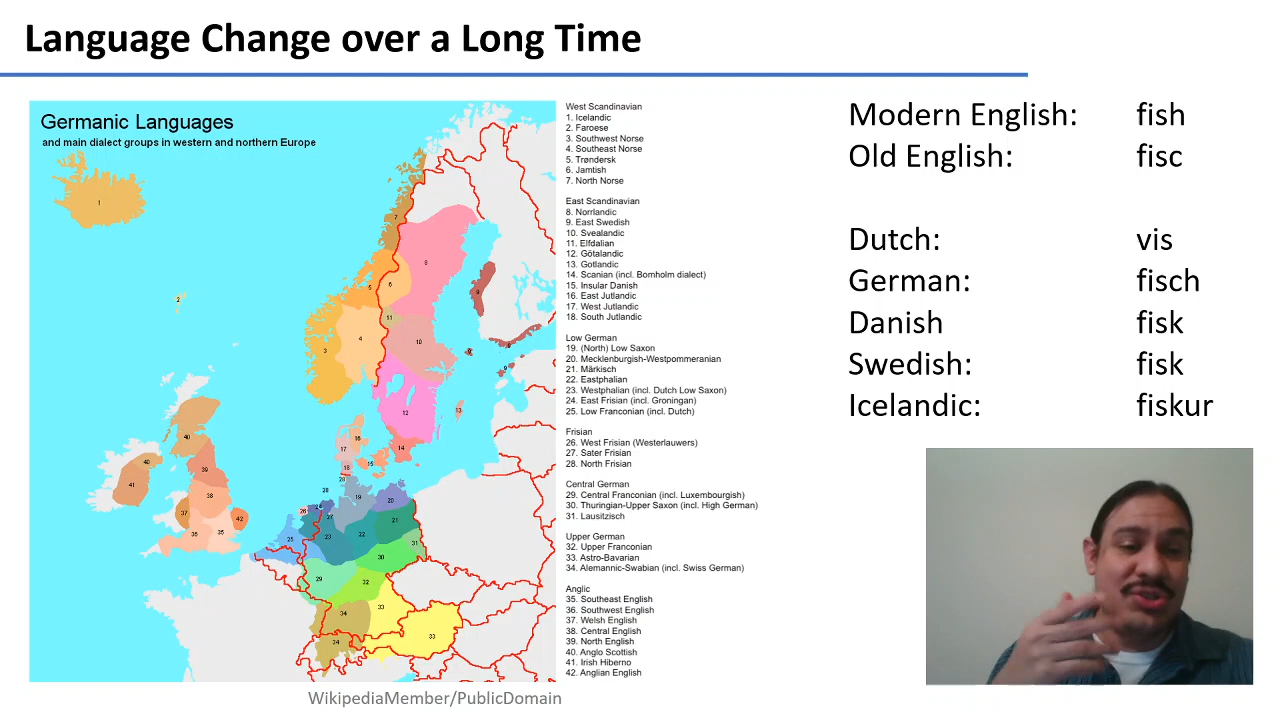 Language Change over a Long Time
Germanic Languages
and main dialect groups in western and northern Europe
West Scandinavian
1. Icelandic
2. Faroese
3. Southwest Norse
4. Southeast Norse
5. Trøndersk
6. Jamtish
7. North Norse
East Scandinavian
8. Norrlandic
9. East Swedish
10. Svealandic
11. Elfdalian
12. Götalandic
13. Gotlandic
14. Scanian (incl. Bornholm dialect)
15. Insular Danish
16. East Jutlandic
17. West Jutlandic
18. South Jutlandic
Low German
19. (North) Low Saxon
20. Mecklenburgish-Westpommeranian
21. Märkisch
22. Eastphalian
23. Westphalian (incl. Dutch Low Saxon)
24. East Frisian (incl. Groningan)
25. Low Franconian (incl. Dutch)
Frisian
26. West Frisian (Westerlauwers)
27. Sater Frisian
28. North Frisian
Central German
29. Central Franconian (incl. Luxembourgish)
30. Thuringian-Upper Saxon (incl. High German)
31. Lausitzisch
Upper German
32. Upper Franconian
33. Astro-Bavarian
34. Alemannic-Swabian (incl. Swiss German)
Anglic
35. Southeast English
36. Southwest English
37. Welsh English
38. Central English
39. North English
40. Anglo Scottish
41. Irish Hiberno
42. Anglian English
Modern English: fish
Old English: fisc
Dutch: vis
German: fisch
Danish fisk
Swedish: fisk
Icelandic: fiskur
WikipediaMember/PublicDomain